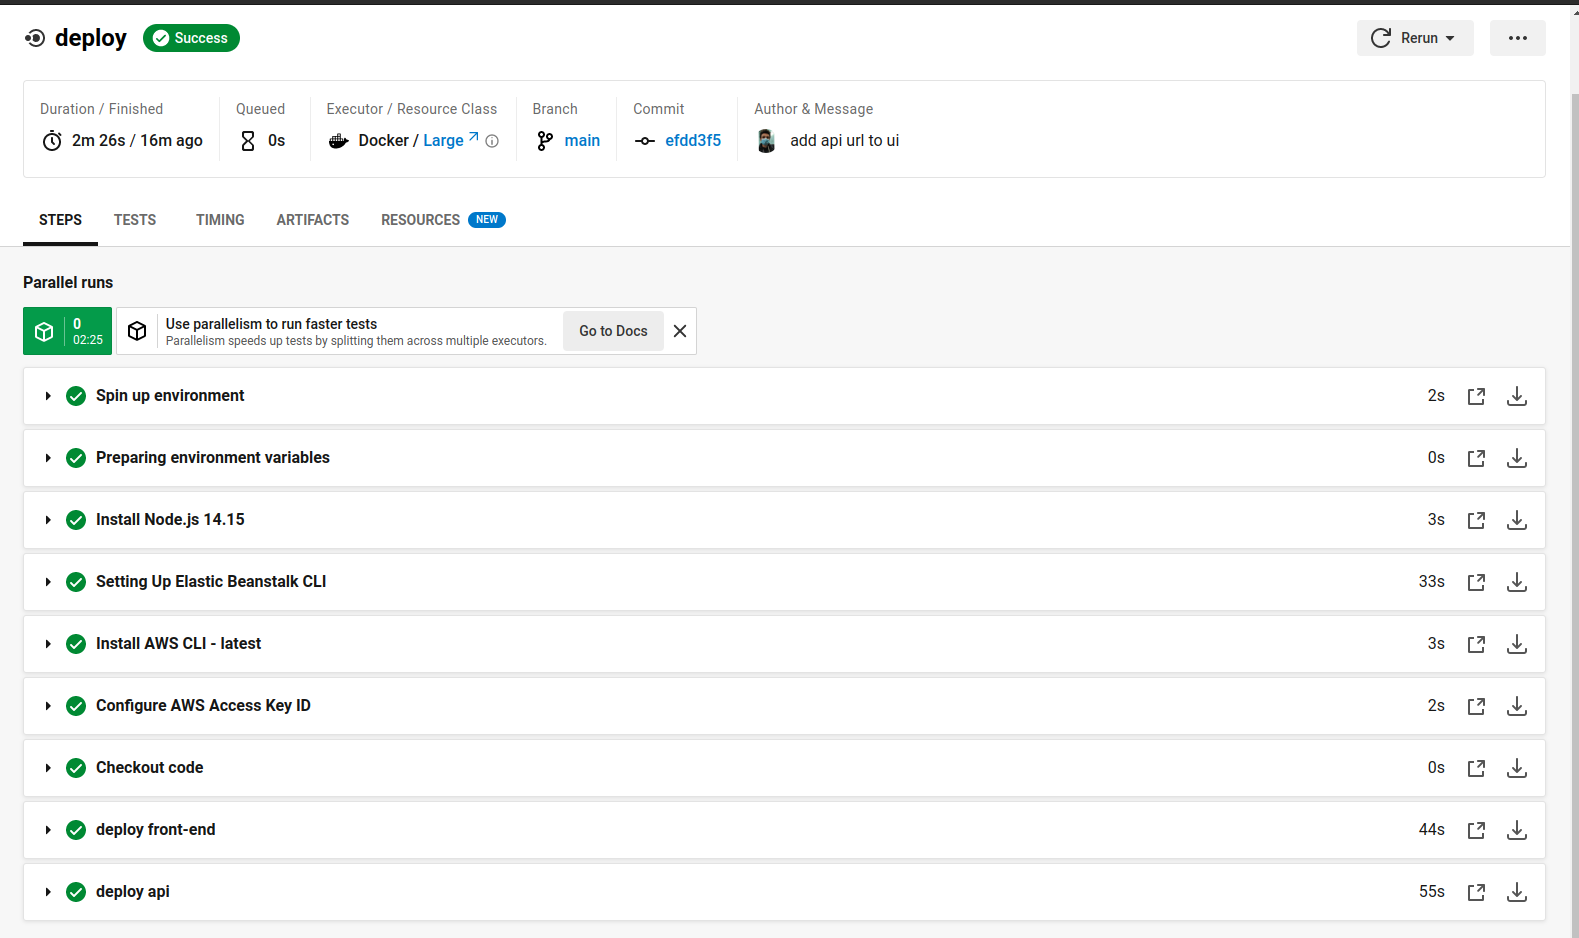 deploy Success Rerun
Duration / Finished Queued Executor / Resource Class Branch Commit Author & Message
2m 26s / 16m ago 0s Docker / Large main efdd3f5 add api url to ui
STEPS TESTS TIMING ARTIFACTS RESOURCES NEW
Parallel runs
0
02:25
Use parallelism to run faster tests
Parallelism speeds up tests by splitting them across multiple executors.
Go to Docs
Spin up environment 2s
Preparing environment variables 0s
Install Node.js 14.15 3s
Setting Up Elastic Beanstalk CLI 33s
Install AWS CLI - latest 3s
Configure AWS Access Key ID 2s
Checkout code 0s
deploy front-end 44s
deploy api 55s